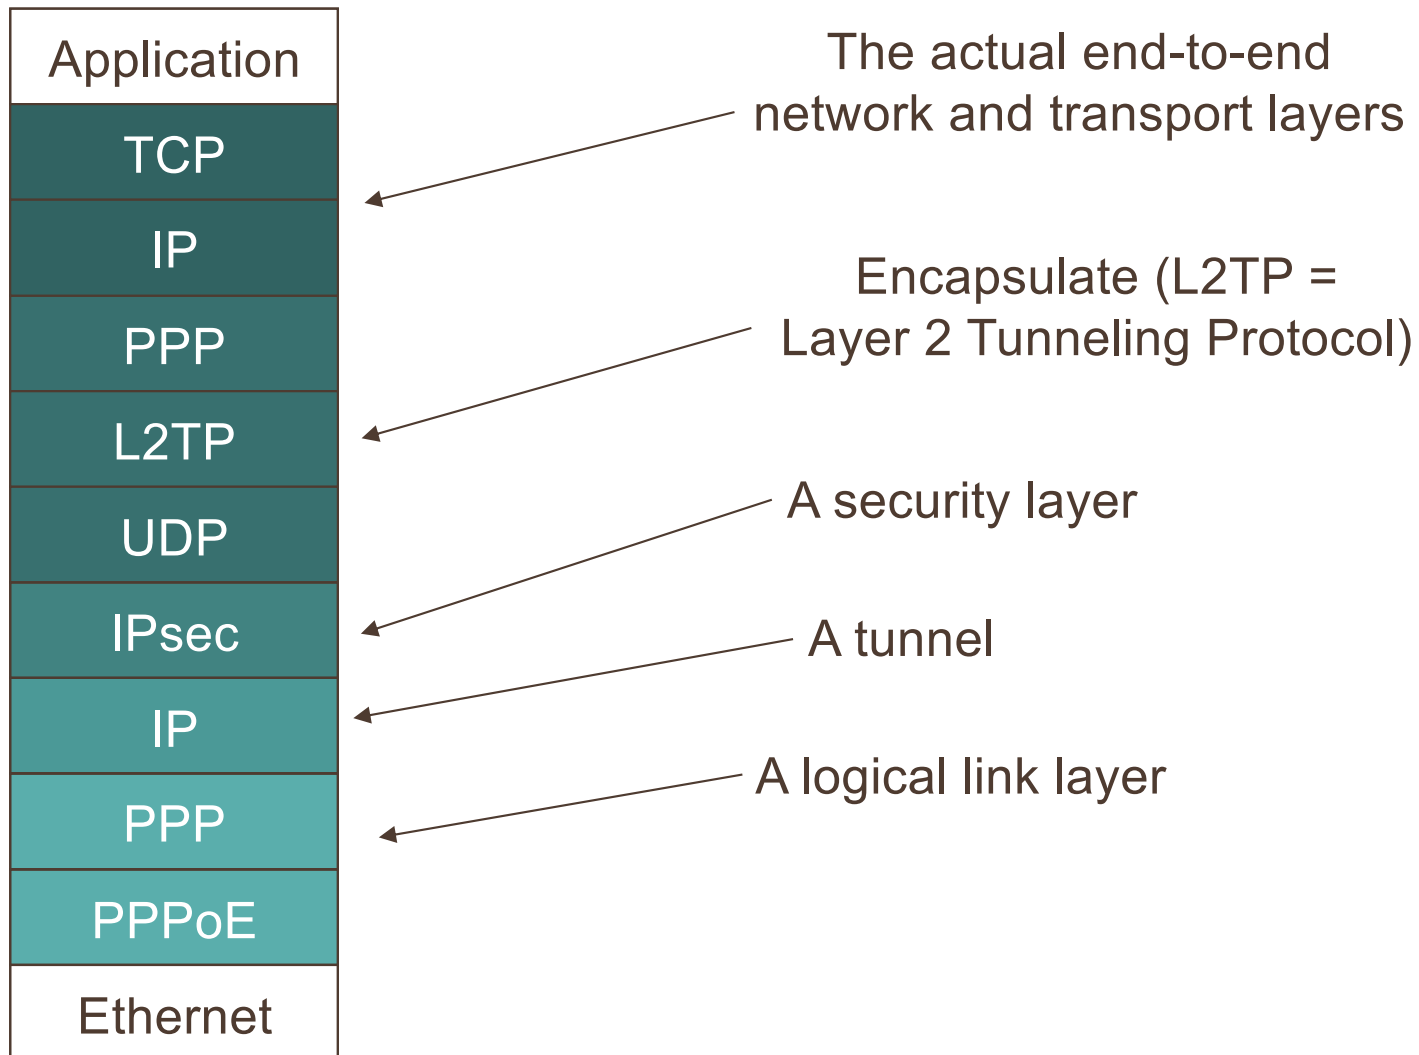 Application
TCP
IP
PPP
L2TP
UDP
IPsec
IP
PPP
PPPoE
Ethernet
The actual end-to-end
network and transport layers
Encapsulate (L2TP =
Layer 2 Tunneling Protocol)
A security layer
A tunnel
A logical link layer